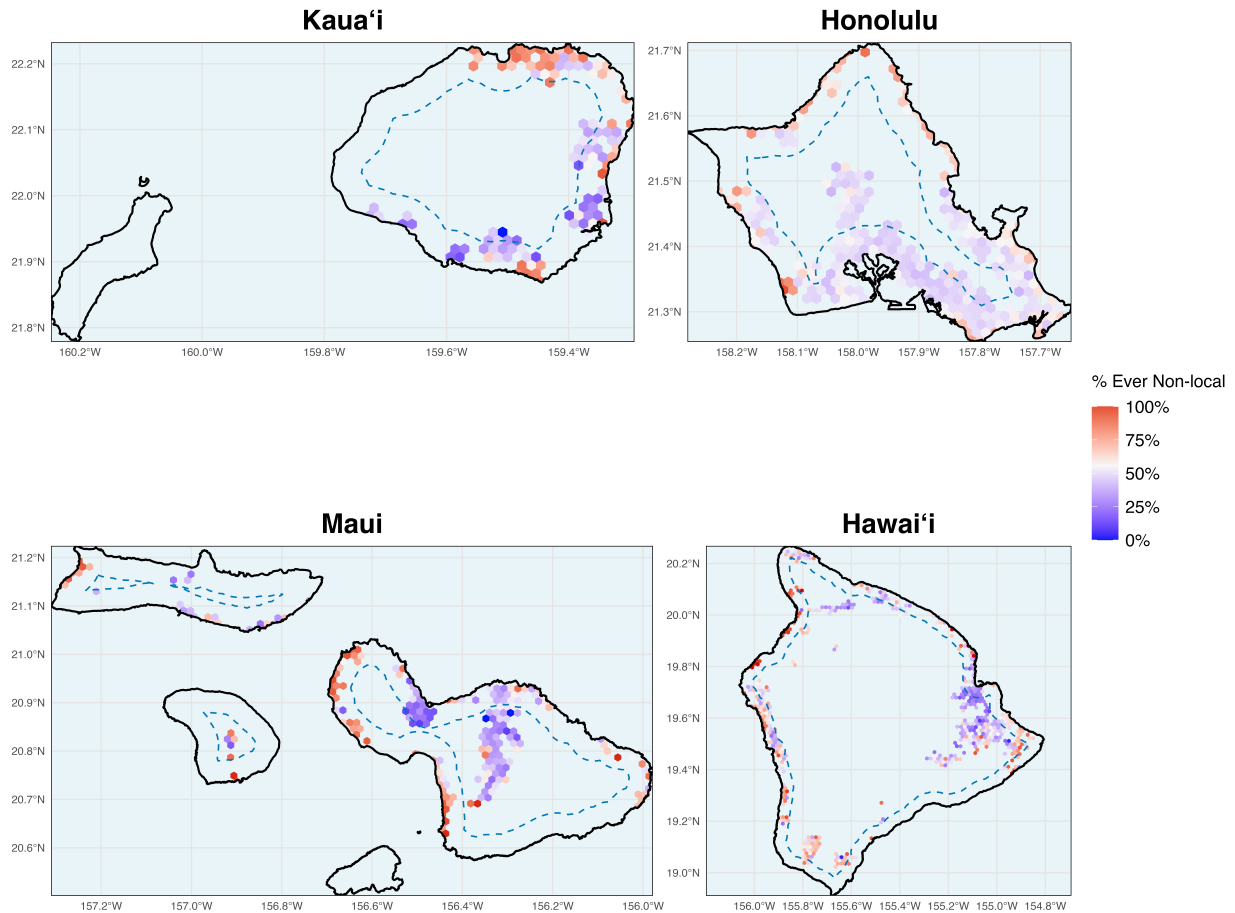 Kauaʻi
Honolulu
22.2°N
22.1°N
22.0°N
21.9°N
21.8°N
160.2°W 160.0°W 159.8°W 159.6°W 159.4°W
21.7°N
21.6°N
21.5°N
21.4°N
21.3°N
158.2°W 158.1°W 158.0°W 157.9°W 157.8°W 157.7°W
% Ever Non-local
100%
75%
50%
25%
0%
Maui
Hawaiʻi
21.2°N
21.1°N
21.0°N
20.9°N
20.8°N
20.7°N
20.6°N
157.2°W 157.0°W 156.8°W 156.6°W 156.4°W 156.2°W 156.0°W
20.2°N
20.0°N
19.8°N
19.6°N
19.4°N
19.2°N
19.0°N
156.0°W 155.8°W 155.6°W 155.4°W 155.2°W 155.0°W 154.8°W